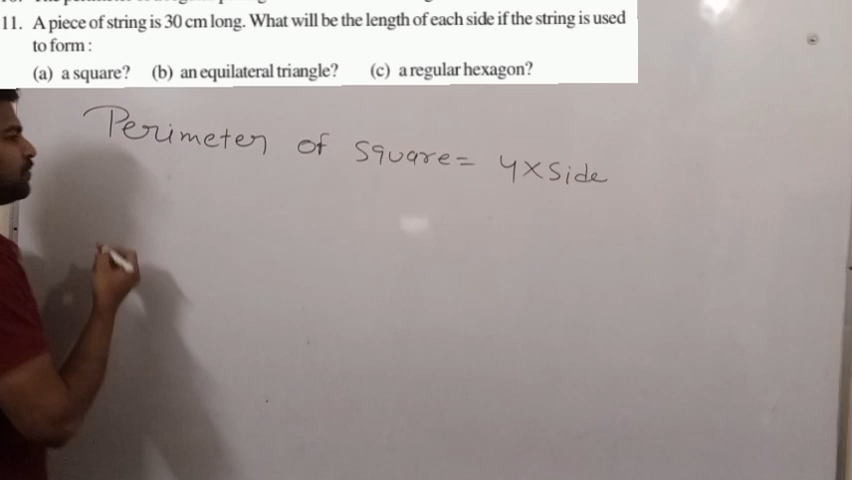 11. A piece of string is 30 cm long. What will be the length of each side if the string is used
to form :
(a) a square? (b) an equilateral triangle? (c) a regular hexagon?
Perimeter of square = 4 × Side